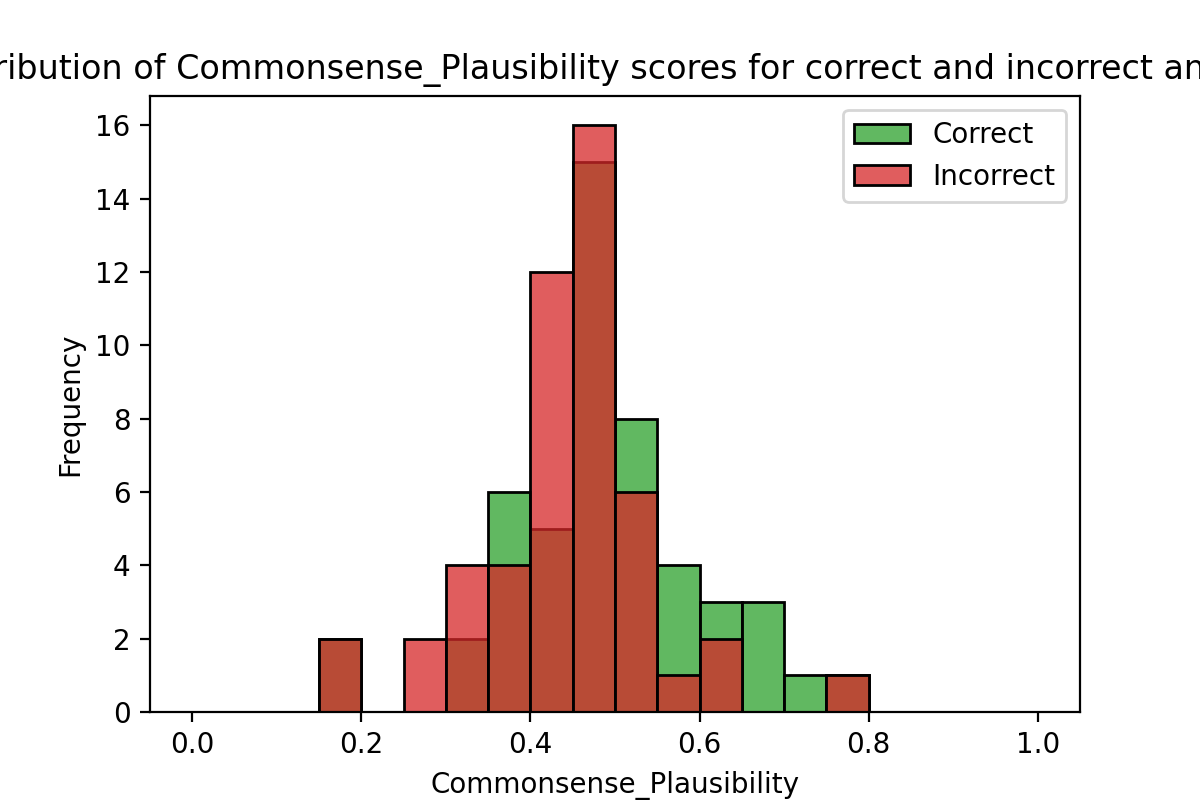 ribution of Commonsense_Plausibility scores for correct and incorrect an
Correct
Incorrect
16
14
12
10
8
6
4
2
0
Frequency
0.0 0.2 0.4 0.6 0.8 1.0
Commonsense_Plausibility